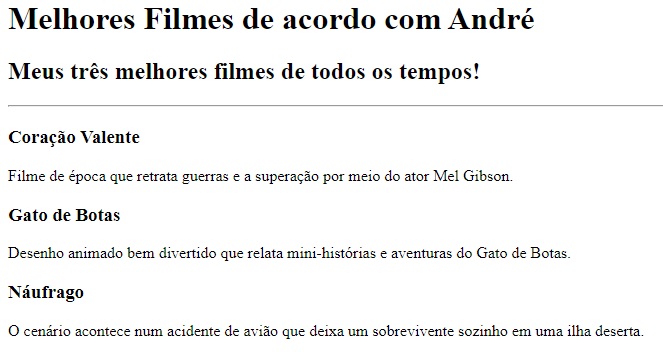 Melhores Filmes de acordo com André
Meus três melhores filmes de todos os tempos!
Coração Valente
Filme de época que retrata guerras e a superação por meio do ator Mel Gibson.
Gato de Botas
Desenho animado bem divertido que relata mini-histórias e aventuras do Gato de Botas.
Náufrago
O cenário acontece num acidente de avião que deixa um sobrevivente sozinho em uma ilha deserta.